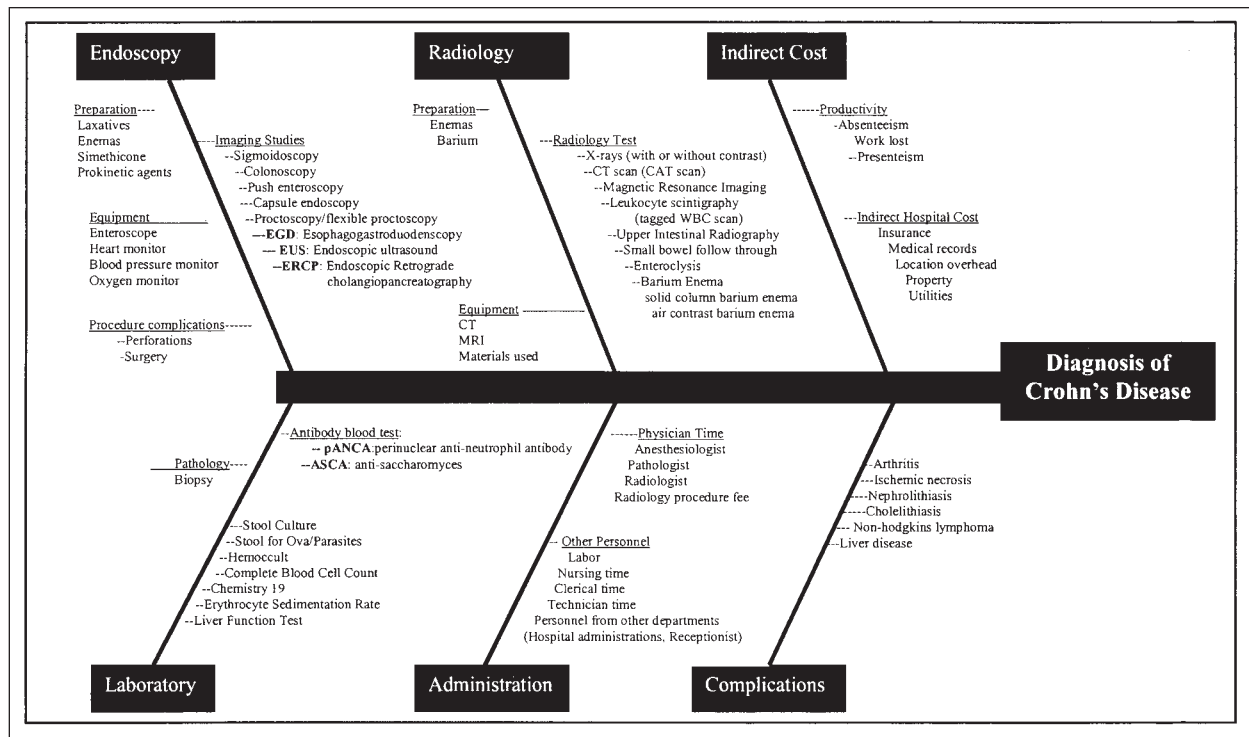 Endoscopy
Preparation----
Laxatives
Enemas
Simethicone
Prokinetic agents
Equipment
Enteroscope
Heart monitor
Blood pressure monitor
Oxygen monitor
Procedure complications------
--Perforations
-Surgery
----Imaging Studies
--Sigmoidoscopy
--Colonoscopy
--Push enteroscopy
---Capsule endoscopy
--Proctoscopy/flexible proctoscopy
---EGD: Esophagogastroduodenscopy
--- EUS: Endoscopic ultrasound
--ERCP: Endoscopic Retrograde
cholangiopancreatography
Radiology
Preparation—
Enemas
Barium
Equipment ------------
CT
MRI
Materials used
---Radiology Test
--X-rays (with or without contrast)
--CT scan (CAT scan)
--Magnetic Resonance Imaging
--Leukocyte scintigraphy
(tagged WBC scan)
--Upper Intestinal Radiography
--Small bowel follow through
--Enteroclysis
--Barium Enema
solid column barium enema
air contrast barium enema
Indirect Cost
------Productivity
-Absenteeism
Work lost
--Presenteism
---Indirect Hospital Cost
Insurance
Medical records
Location overhead
Property
Utilities
Diagnosis of
Crohn's Disease
--Antibody blood test:
-- pANCA:perinuclear anti-neutrophil antibody
--ASCA: anti-saccharomyces
Pathology----
Biopsy
---Stool Culture
--Stool for Ova/Parasites
--Hemoccult
--Complete Blood Cell Count
--Chemistry 19
--Erythrocyte Sedimentation Rate
--Liver Function Test
Laboratory
-----Physician Time
Anesthesiologist
Pathologist
Radiologist
Radiology procedure fee
-- Other Personnel
Labor
Nursing time
Clerical time
Technician time
Personnel from other departments
(Hospital administrations, Receptionist)
Administration
--Arthritis
---Ischemic necrosis
---Nephrolithiasis
-----Cholelithiasis
--- Non-hodgkins lymphoma
--Liver disease
Complications